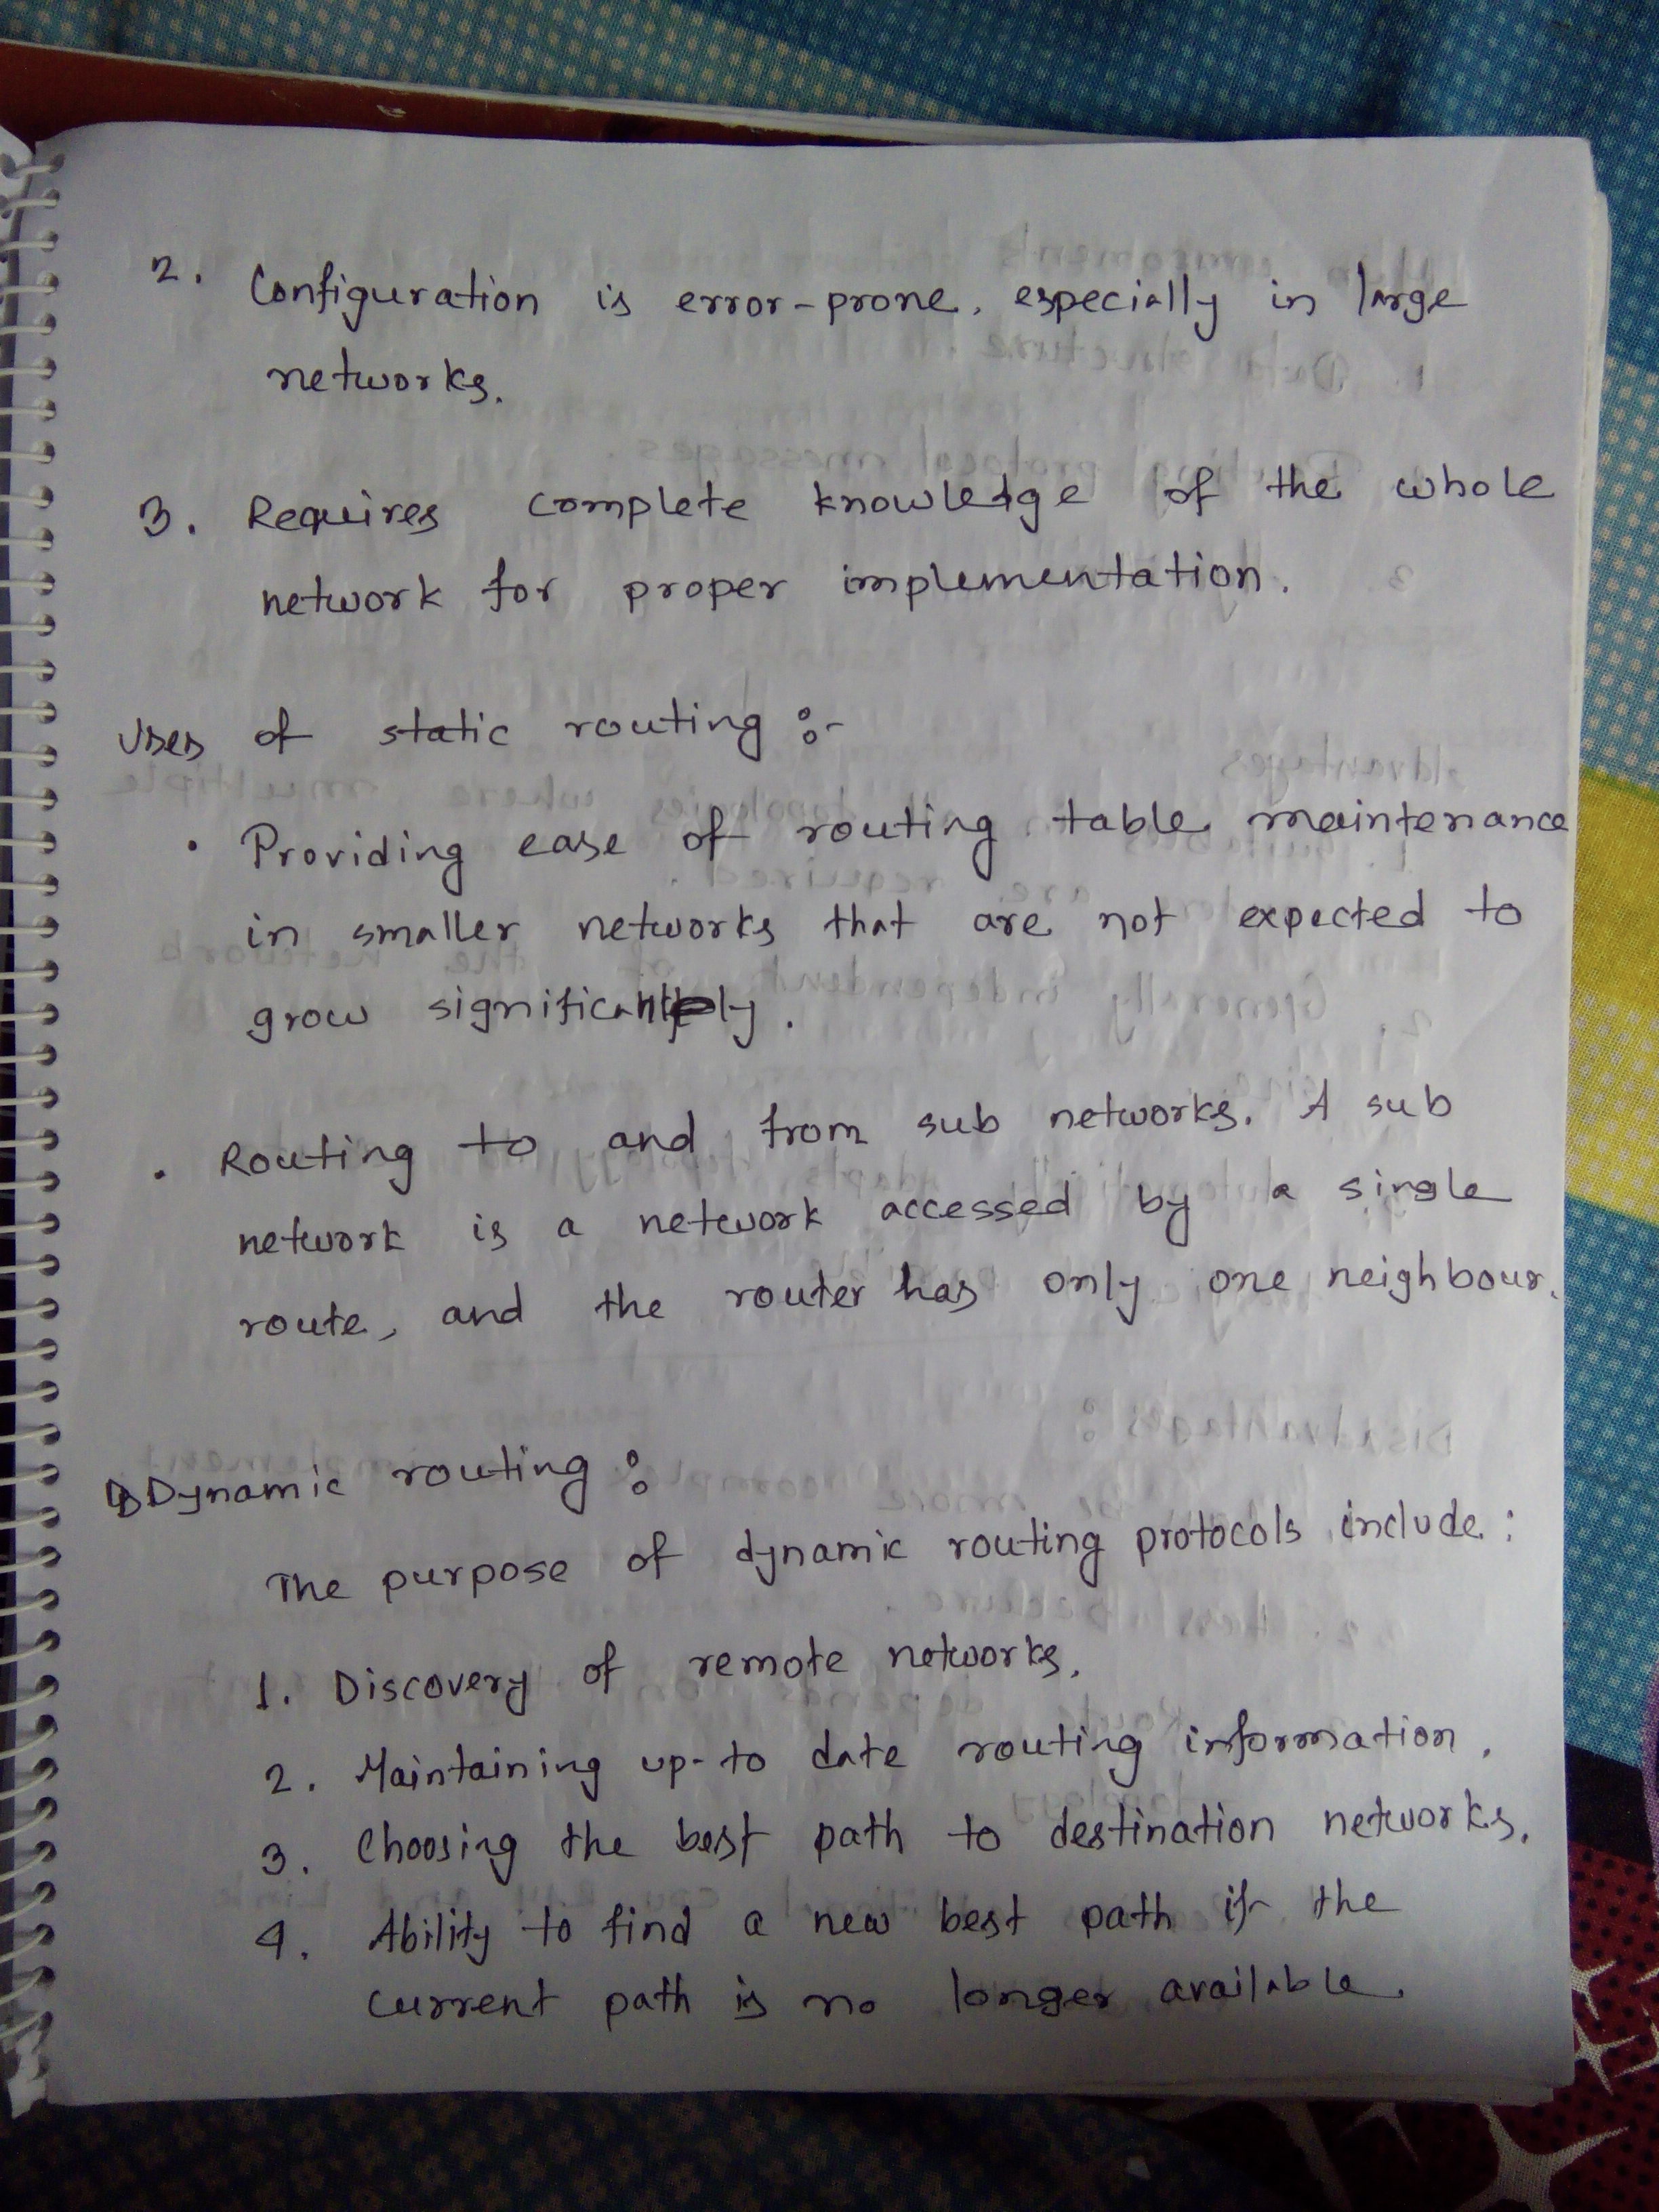 2. Configuration is error-prone, especially in large
networks.
3. Requires complete knowledge of the whole
network for proper implementation.
Uses of static routing :-
• Providing ease of routing table maintenance
in smaller networks that are not expected to
grow significantly.
• Routing to and from sub networks. A sub
network is a network accessed by a single
route, and the router has only one neighbour.
Dynamic routing :
The purpose of dynamic routing protocols include :
1. Discovery of remote networks.
2. Maintaining up-to date routing information.
3. Choosing the best path to destination networks.
4. Ability to find a new best path if the
current path is no longer available.